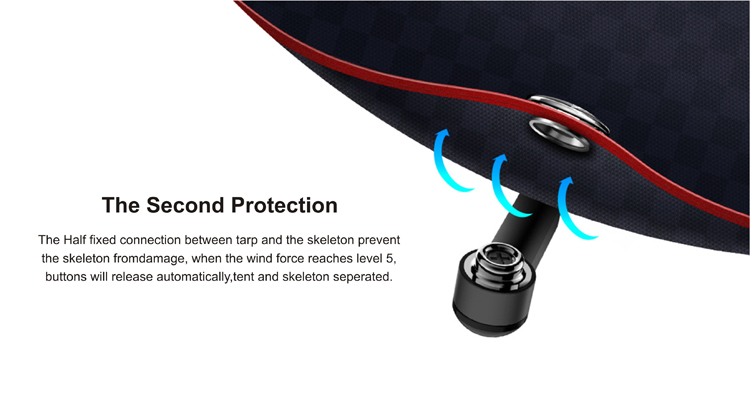 The Second Protection
The Half fixed connection between tarp and the skeleton prevent
the skeleton fromdamage, when the wind force reaches level 5,
buttons will release automatically,tent and skeleton seperated.